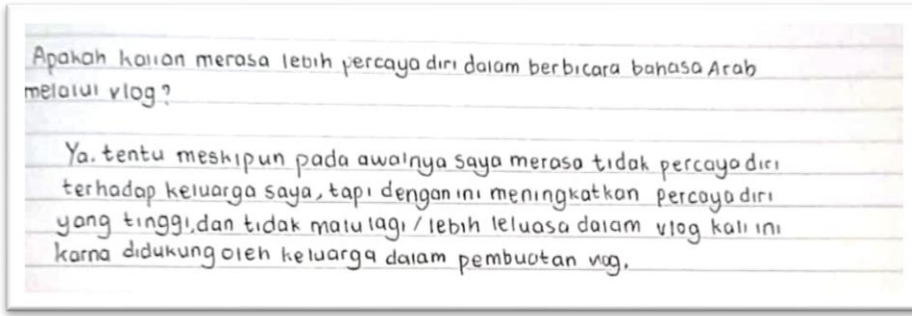 Apakah kalian merasa lebih percaya diri dalam berbicara bahasa Arab
melalui vlog?
Ya. tentu meskipun pada awalnya saya merasa tidak percaya diri
terhadap keluarga saya, tapi dengan ini meningkatkan percaya diri
yang tinggi, dan tidak malu lagi / lebih leluasa dalam vlog kali ini
karna didukung oleh keluarga dalam pembuatan vlog.